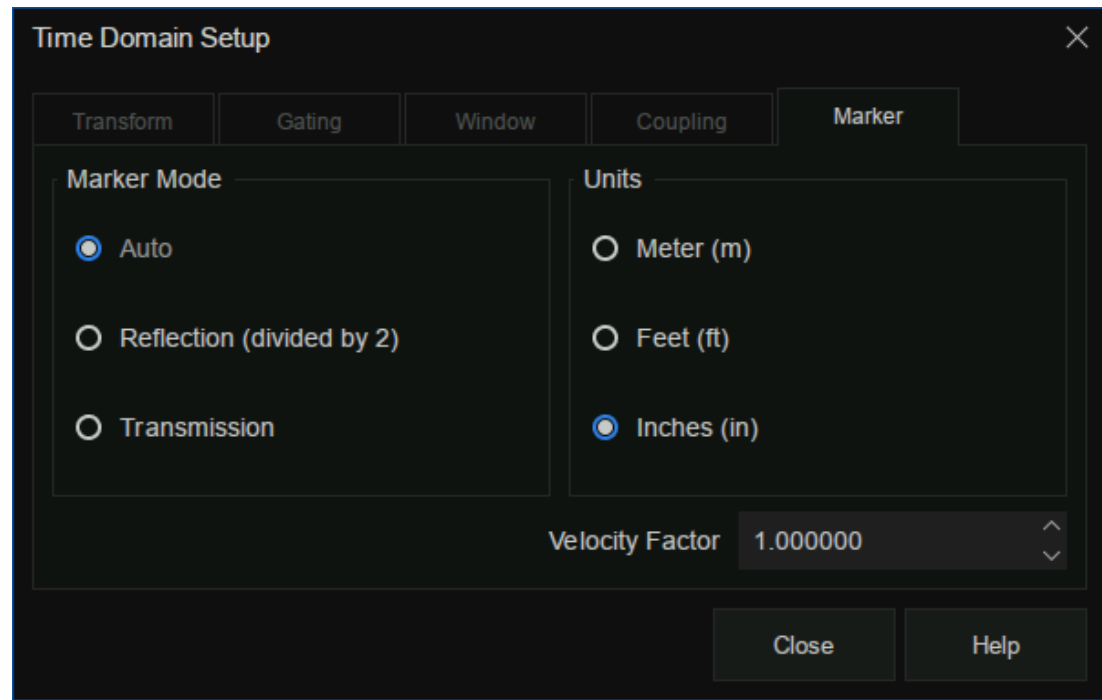 Time Domain Setup
Transform
Gating
Window
Coupling
Marker
Marker Mode
Auto
Reflection (divided by 2)
Transmission
Units
Meter (m)
Feet (ft)
Inches (in)
Velocity Factor
1.000000
Close
Help